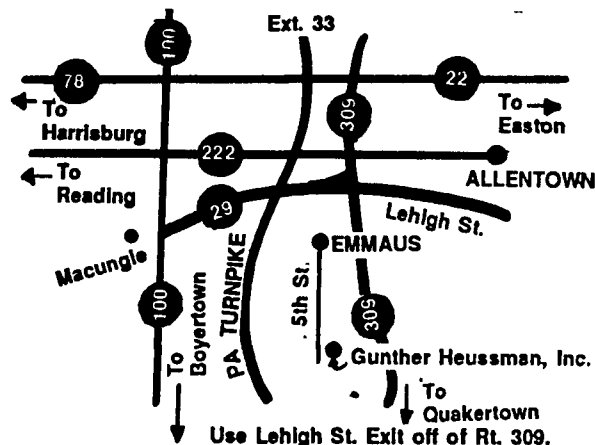 Ext. 33
100
78
22
To
Harrisburg
309
To
Easton
222
To
Reading
ALLENTOWN
29
Lehigh St.
Macungie
EMMAUS
100
To
Boyertown
PA TURNPIKE
5th St.
309
Gunther Heussman, Inc.
To
Quakertown
Use Lehigh St. Exit off of Rt. 309.